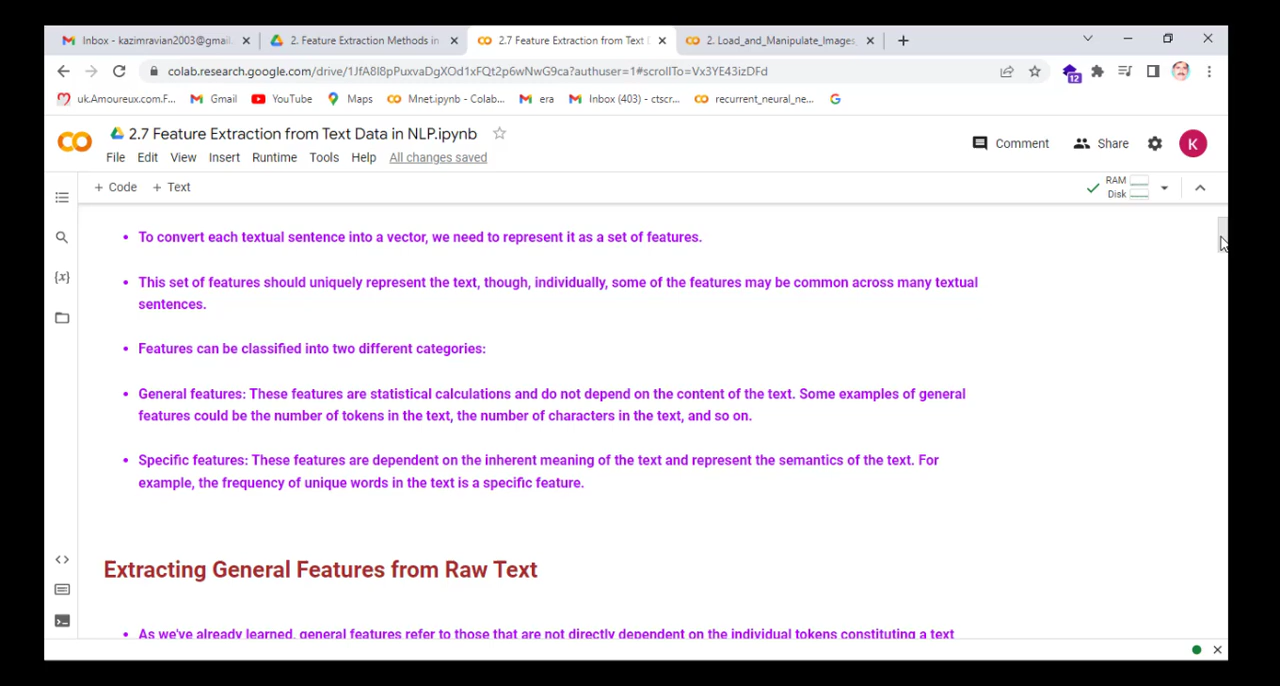 Inbox - kazimravian2003@gmail.
2. Feature Extraction Methods in
2.7 Feature Extraction from Text D
2. Load_and_Manipulate_Images_
colab.research.google.com/drive/1JfA8I8pPuxvaDgXOd1xFQt2p6wNwG9ca?authuser=1#scrollTo=Vx3YE43izDFd
12
uk.Amoureux.com.F... Gmail YouTube Maps Mnet.ipynb - Colab... era Inbox (403) - ctscr... recurrent_neural_ne...
2.7 Feature Extraction from Text Data in NLP.ipynb
File Edit View Insert Runtime Tools Help All changes saved
Comment Share K
+ Code + Text
RAM
Disk
• To convert each textual sentence into a vector, we need to represent it as a set of features.
• This set of features should uniquely represent the text, though, individually, some of the features may be common across many textual
sentences.
• Features can be classified into two different categories:
• General features: These features are statistical calculations and do not depend on the content of the text. Some examples of general
features could be the number of tokens in the text, the number of characters in the text, and so on.
• Specific features: These features are dependent on the inherent meaning of the text and represent the semantics of the text. For
example, the frequency of unique words in the text is a specific feature.
Extracting General Features from Raw Text
• As we've already learned, general features refer to those that are not directly dependent on the individual tokens constituting a text